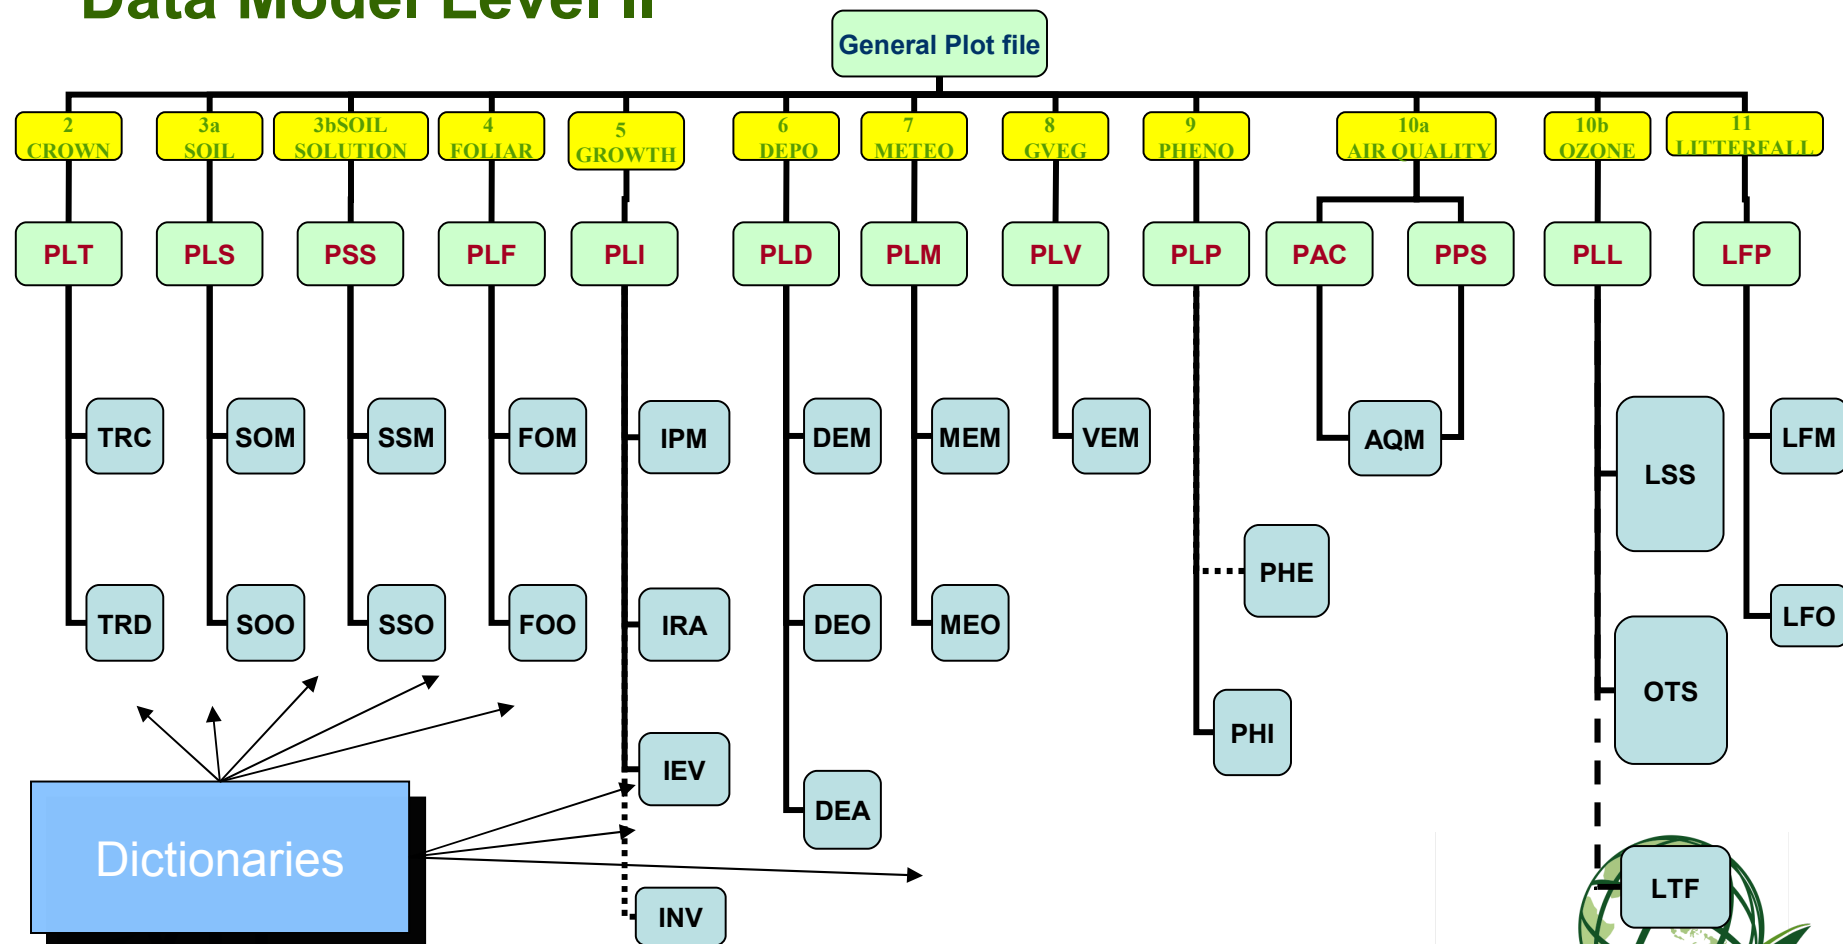 Data Model Level II
General Plot file
2
CROWN
3a
SOIL
3bSOIL
SOLUTION
4
FOLIAR
5
GROWTH
6
DEPO
7
METEO
8
GVEG
9
PHENO
10a
AIR QUALITY
10b
OZONE
11
LITTERFALL
PLT
PLS
PSS
PLF
PLI
PLD
PLM
PLV
PLP
PAC
PPS
PLL
LFP
TRC
SOM
SSM
FOM
IPM
DEM
MEM
VEM
AQM
LSS
LFM
PHE
TRD
SOO
SSO
FOO
IRA
DEO
MEO
LFO
OTS
PHI
IEV
DEA
Dictionaries
LTF
INV